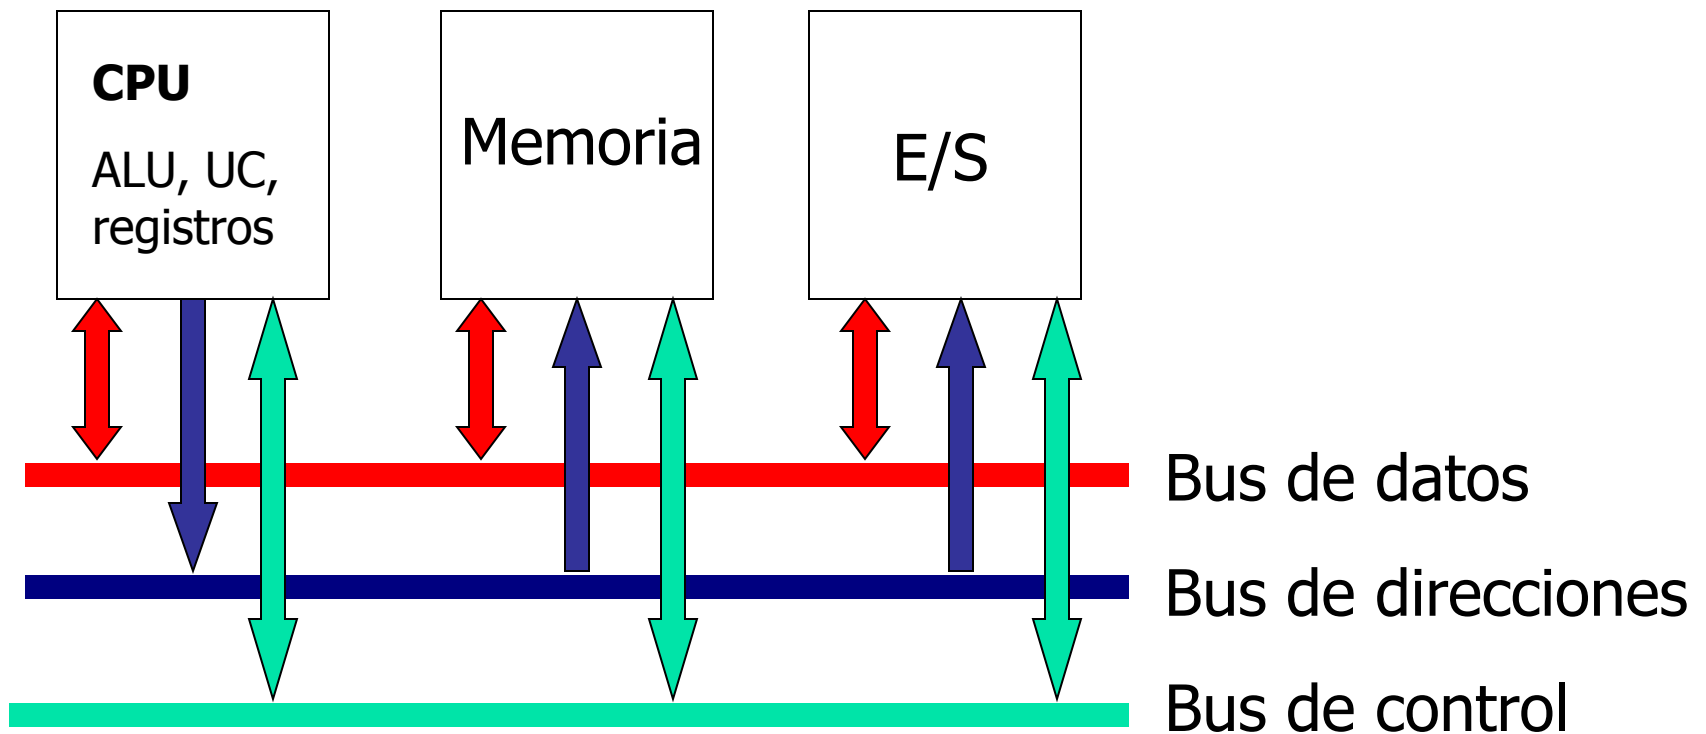 CPU
ALU, UC,
registros
Memoria
E/S
Bus de datos
Bus de direcciones
Bus de control